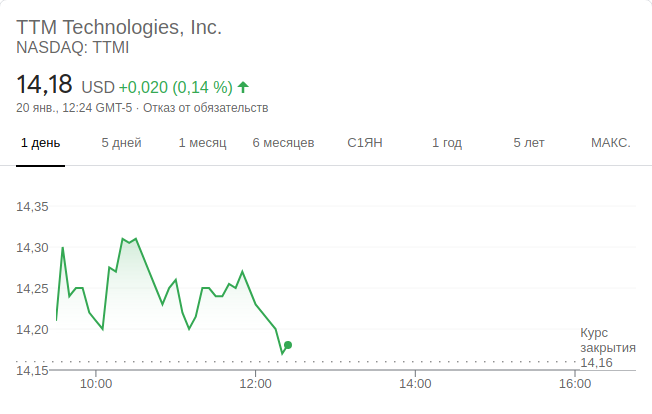 TTM Technologies, Inc.
NASDAQ: TTMI
14,18 USD +0,020 (0,14 %)
20 янв., 12:24 GMT-5 · Отказ от обязательств
1 день 5 дней 1 месяц 6 месяцев С1ЯН 1 год 5 лет МАКС.
14,35
14,30
14,25
14,20
Курс
закрытия
14,16
14,15
10:00 12:00 14:00 16:00